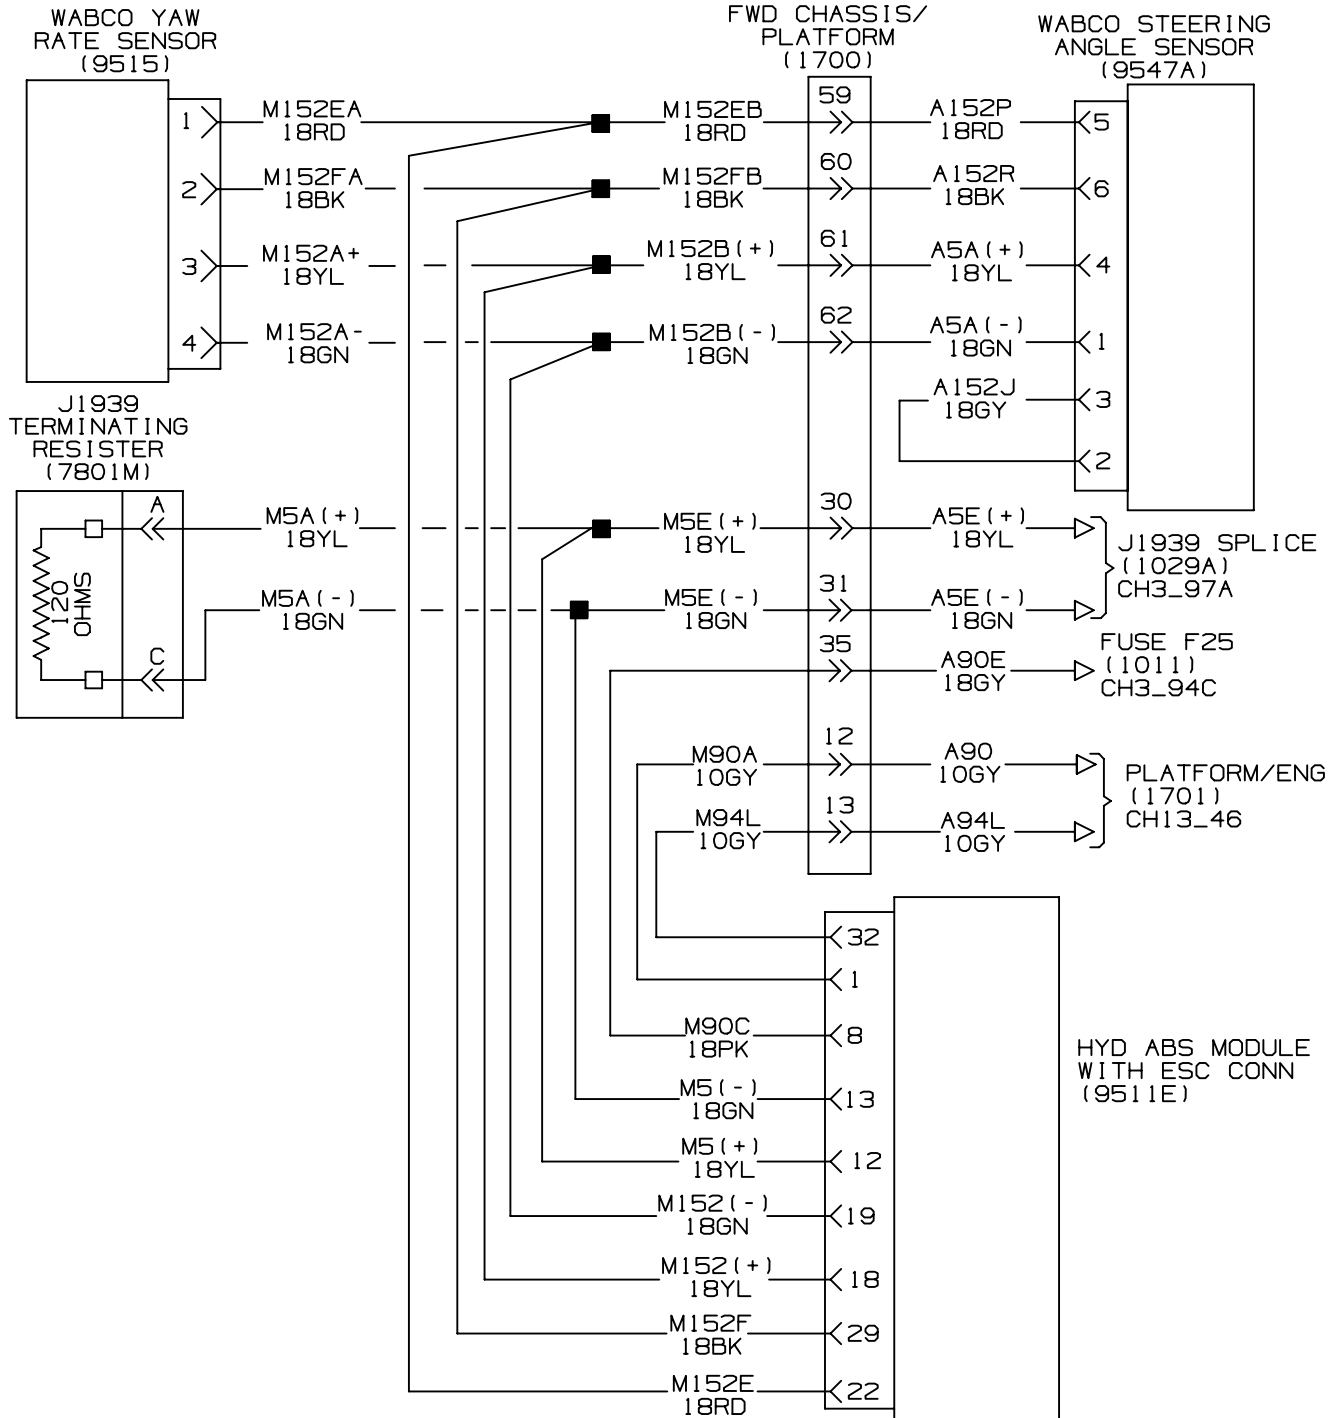 WABCO YAW
RATE SENSOR
(9515)
FWD CHASSIS/
PLATFORM
(1700)
WABCO STEERING
ANGLE SENSOR
(9547A)
1
M152EA
18RD
M152EB
18RD
59
A152P
18RD
5
2
M152FA
18BK
M152FB
18BK
60
A152R
18BK
6
3
M152A+
18YL
M152B(+)
18YL
61
A5A(+)
18YL
4
4
M152A-
18GN
M152B(-)
18GN
62
A5A(-)
18GN
1
A152J
18GY
3
2
J1939
TERMINATING
RESISTER
(7801M)
A
120
OHMS
C
M5A(+)
18YL
M5E(+)
18YL
30
A5E(+)
18YL
M5A(-)
18GN
M5E(-)
18GN
31
A5E(-)
18GN
J1939 SPLICE
(1029A)
CH3_97A
35
A90E
18GY
FUSE F25
(1011)
CH3_94C
M90A
10GY
12
A90
10GY
M94L
10GY
13
A94L
10GY
PLATFORM/ENG
(1701)
CH13_46
32
1
M90C
18PK
8
M5(-)
18GN
13
M5(+)
18YL
12
M152(-)
18GN
19
M152(+)
18YL
18
M152F
18BK
29
M152E
18RD
22
HYD ABS MODULE
WITH ESC CONN
(9511E)